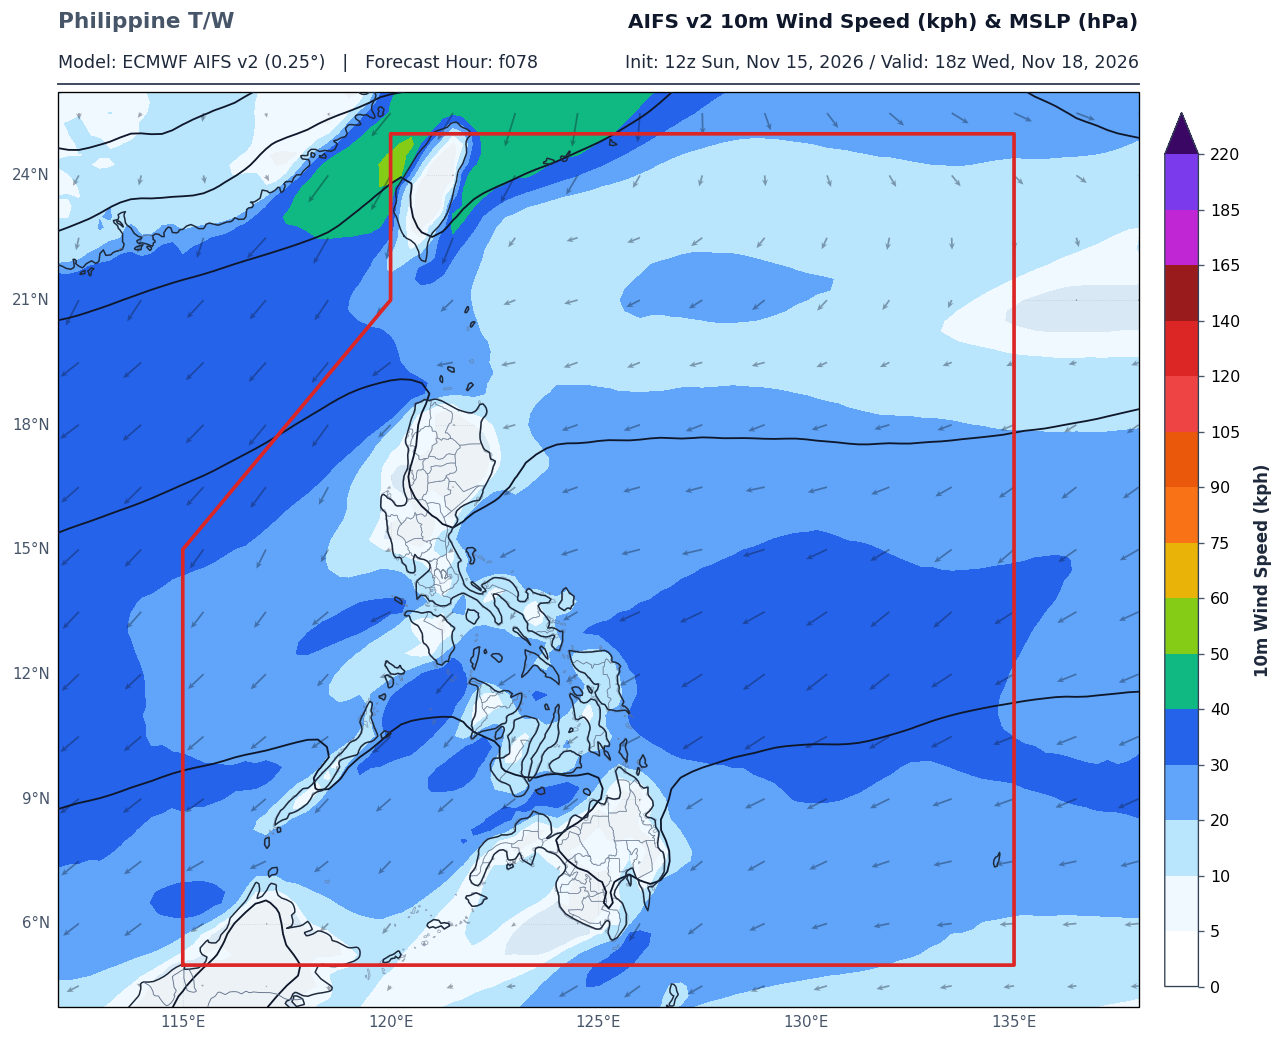 Philippine T/W
AIFS v2 10m Wind Speed (kph) & MSLP (hPa)
Model: ECMWF AIFS v2 (0.25°) | Forecast Hour: f078
Init: 12z Sun, Nov 15, 2026 / Valid: 18z Wed, Nov 18, 2026
24°N
21°N
18°N
15°N
12°N
9°N
6°N
115°E
120°E
125°E
130°E
135°E
220
185
165
140
120
105
90
75
60
50
40
30
20
10
5
0
10m Wind Speed (kph)